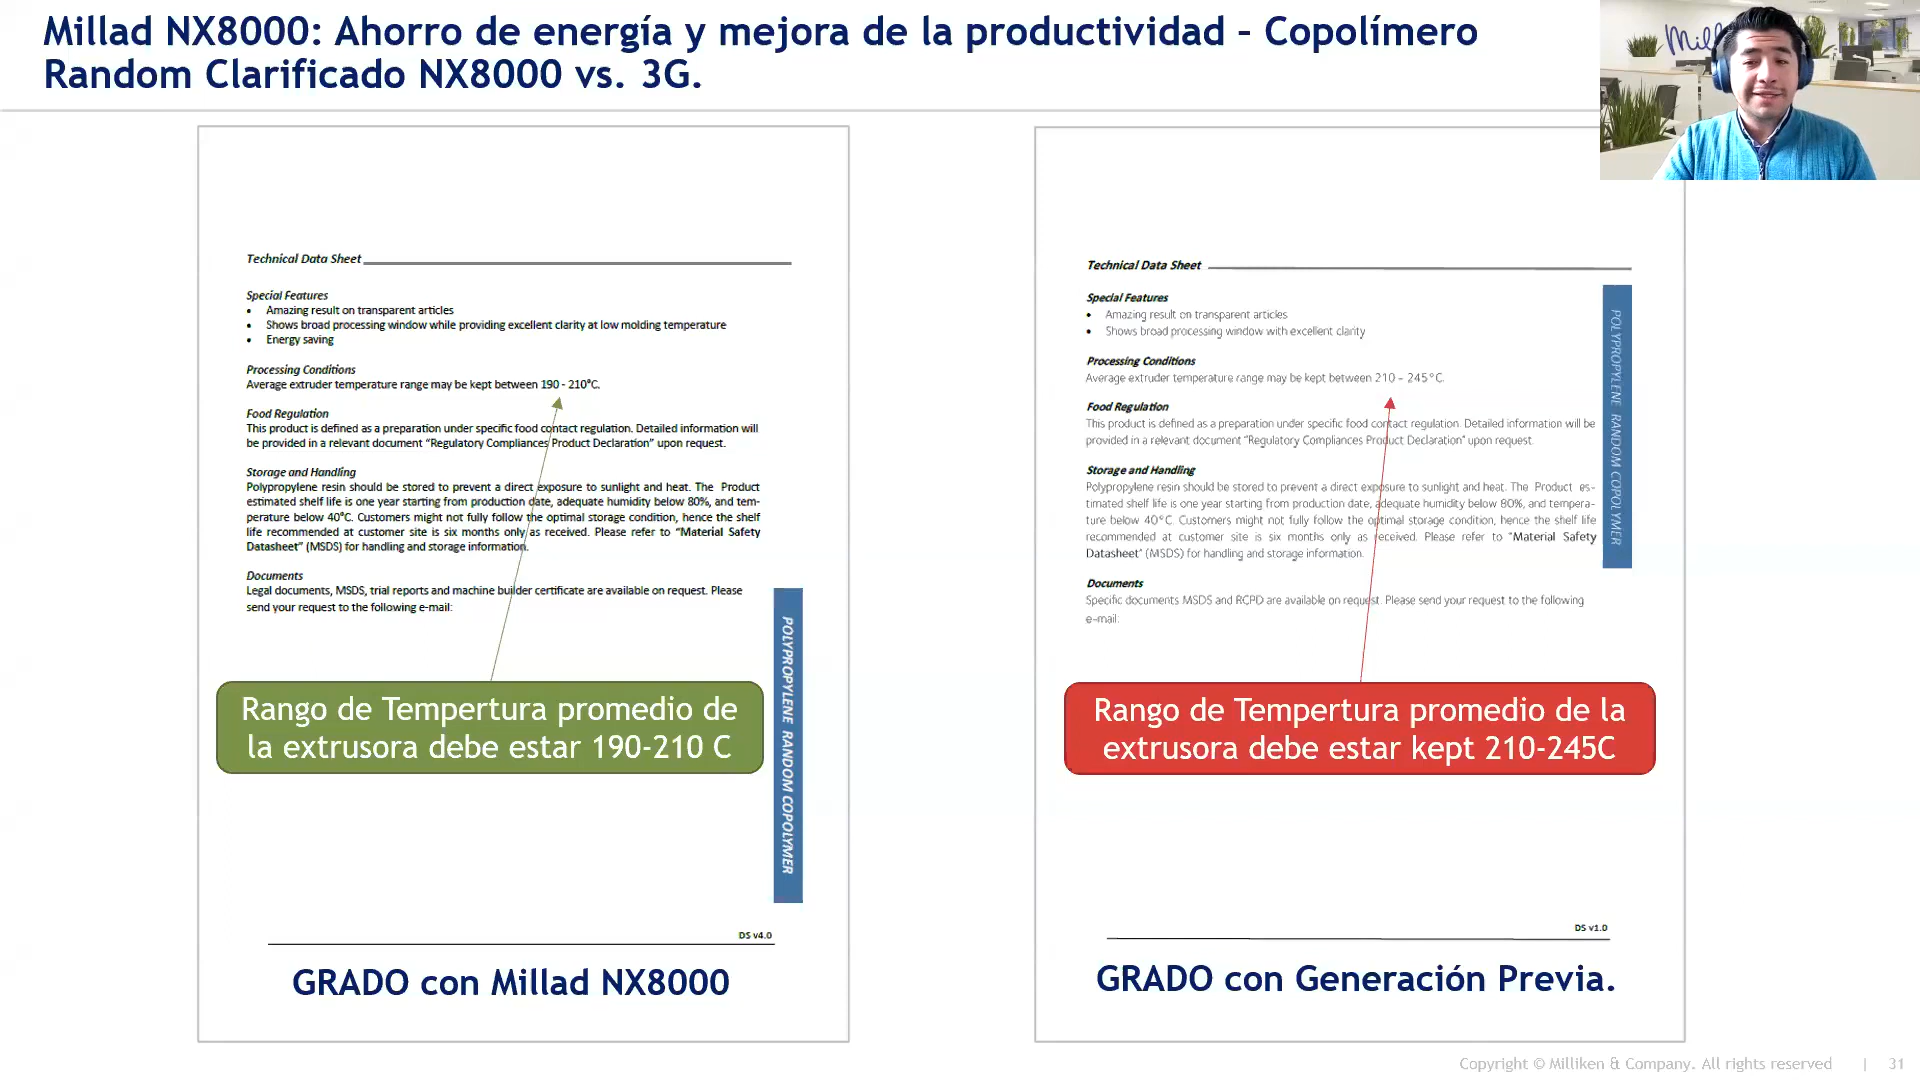 Millad NX8000: Ahorro de energía y mejora de la productividad – Copolímero
Random Clarificado NX8000 vs. 3G.
Technical Data Sheet
Special Features
• Amazing result on transparent articles
• Shows broad processing window while providing excellent clarity at low molding temperature
• Energy saving
Processing Conditions
Average extruder temperature range may be kept between 190 - 210°C.
Food Regulation
This product is defined as a preparation under specific food contact regulation. Detailed information will
be provided in a relevant document “Regulatory Compliances Product Declaration” upon request.
Storage and Handling
Polypropylene resin should be stored to prevent a direct exposure to sunlight and heat. The Product
estimated shelf life is one year starting from production date, adequate humidity below 80%, and tem-
perature below 40°C. Customers might not fully follow the optimal storage condition, hence the shelf
life recommended at customer site is six months only as received. Please refer to “Material Safety
Datasheet” (MSDS) for handling and storage information.
Documents
Legal documents, MSDS, trial reports and machine builder certificate are available on request. Please
send your request to the following e-mail:
POLYPROPYLENE RANDOM COPOLYMER
Rango de Tempertura promedio de
la extrusora debe estar 190-210 C
DS v4.0
GRADO con Millad NX8000
Technical Data Sheet
Special Features
• Amazing result on transparent articles
• Shows broad processing window with excellent clarity
Processing Conditions
Average extruder temperature range may be kept between 210 – 245°C.
Food Regulation
This product is defined as a preparation under specific food contact regulation. Detailed information will be
provided in a relevant document “Regulatory Compliances Product Declaration” upon request.
Storage and Handling
Polypropylene resin should be stored to prevent a direct exposure to sunlight and heat. The Product es-
timated shelf life is one year starting from production date, adequate humidity below 80%, and tempera-
ture below 40°C. Customers might not fully follow the optimal storage condition, hence the shelf life
recommended at customer site is six months only as received. Please refer to “Material Safety
Datasheet” (MSDS) for handling and storage information.
Documents
Specific documents MSDS and RCPD are available on request. Please send your request to the following
e-mail:
POLYPROPYLENE RANDOM COPOLYMER
Rango de Tempertura promedio de la
extrusora debe estar kept 210-245C
DS v1.0
GRADO con Generación Previa.
Copyright © Milliken & Company. All rights reserved | 31